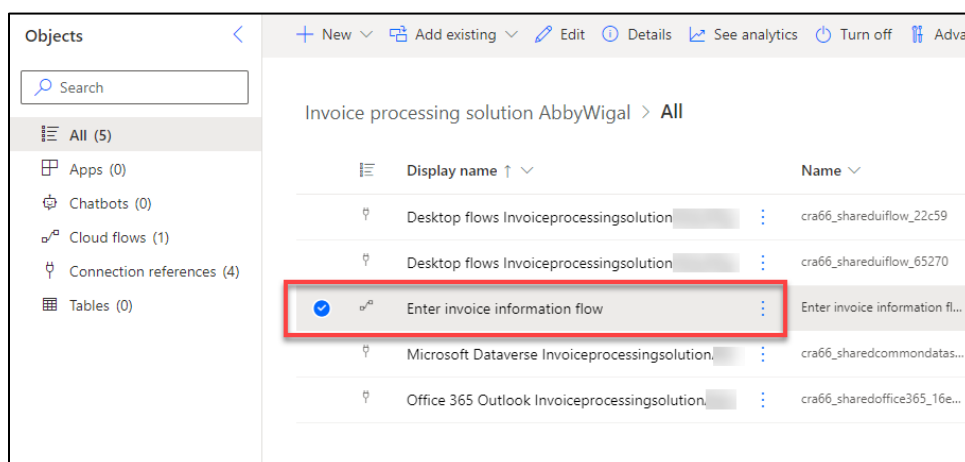 Objects
New Add existing Edit Details See analytics Turn off Adva
Search
Invoice processing solution AbbyWigal > All
All (5)
Apps (0)
Chatbots (0)
Cloud flows (1)
Connection references (4)
Tables (0)
Display name ↑ Name
Desktop flows Invoiceprocessingsolution cra66_shareduiflow_22c59
Desktop flows Invoiceprocessingsolution cra66_shareduiflow_65270
Enter invoice information flow Enter invoice information fl...
Microsoft Dataverse Invoiceprocessingsolution. cra66_sharedcommondatas...
Office 365 Outlook Invoiceprocessingsolution. cra66_sharedoffice365_16e...